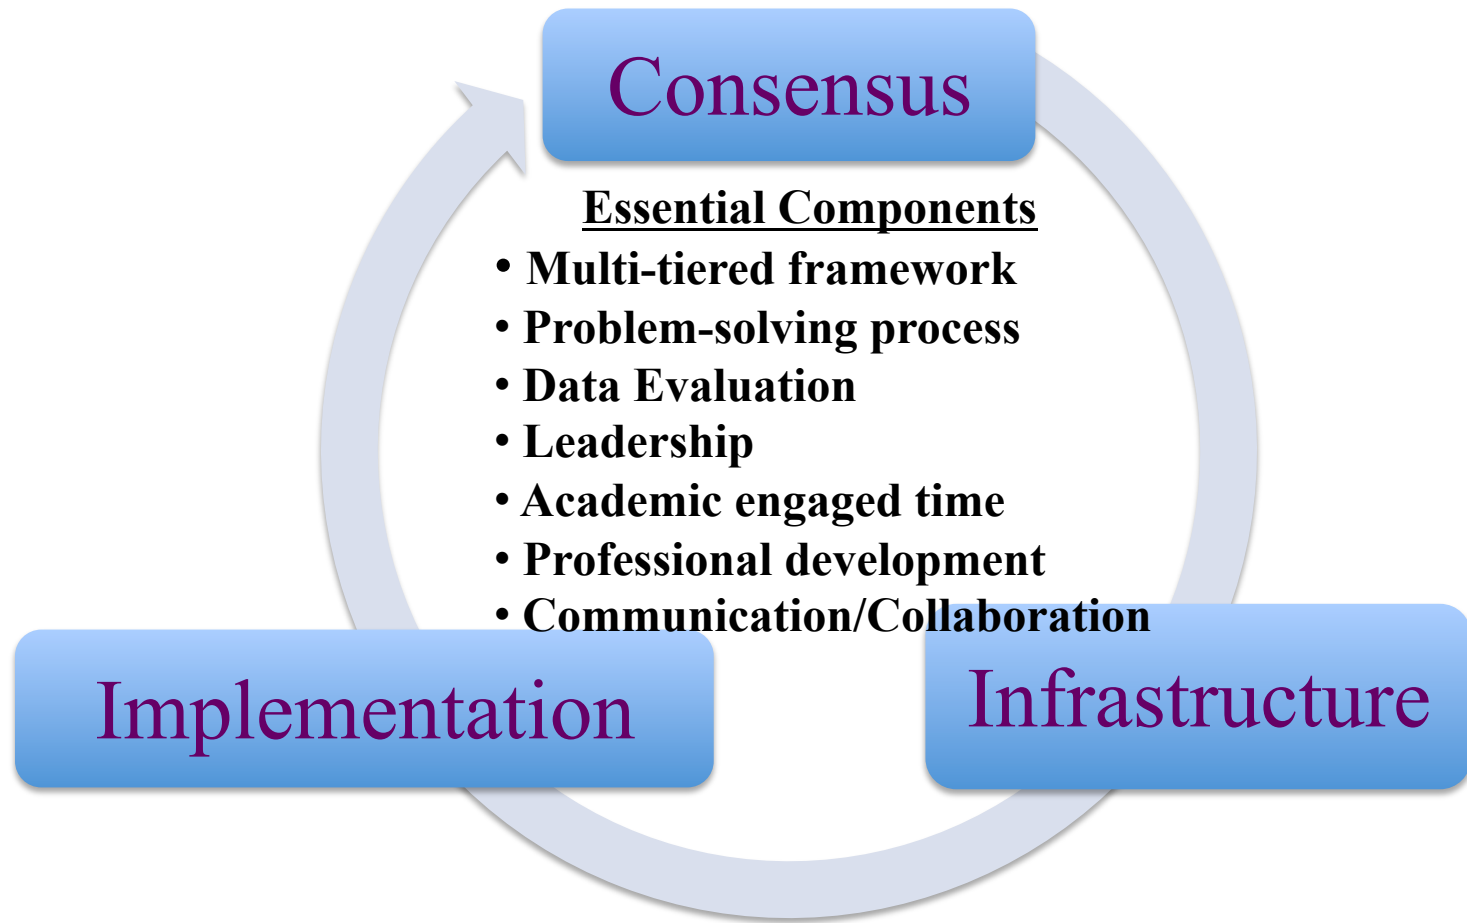 Consensus
Essential Components
• Multi-tiered framework
• Problem-solving process
• Data Evaluation
• Leadership
• Academic engaged time
• Professional development
• Communication/Collaboration
Implementation
Infrastructure